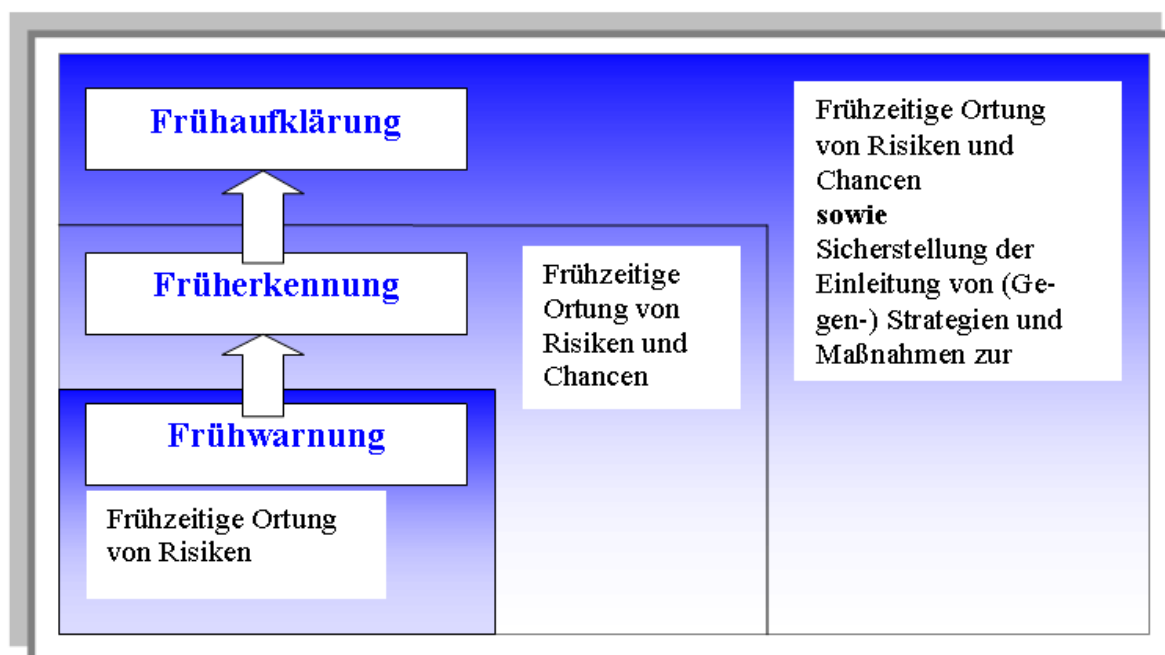 Frühaufklärung
Früherkennung
Frühwarnung
Frühzeitige Ortung
von Risiken
Frühzeitige
Ortung von
Risiken und
Chancen
Frühzeitige Ortung
von Risiken und
Chancen
sowie
Sicherstellung der
Einleitung von (Ge-
gen-) Strategien und
Maßnahmen zur